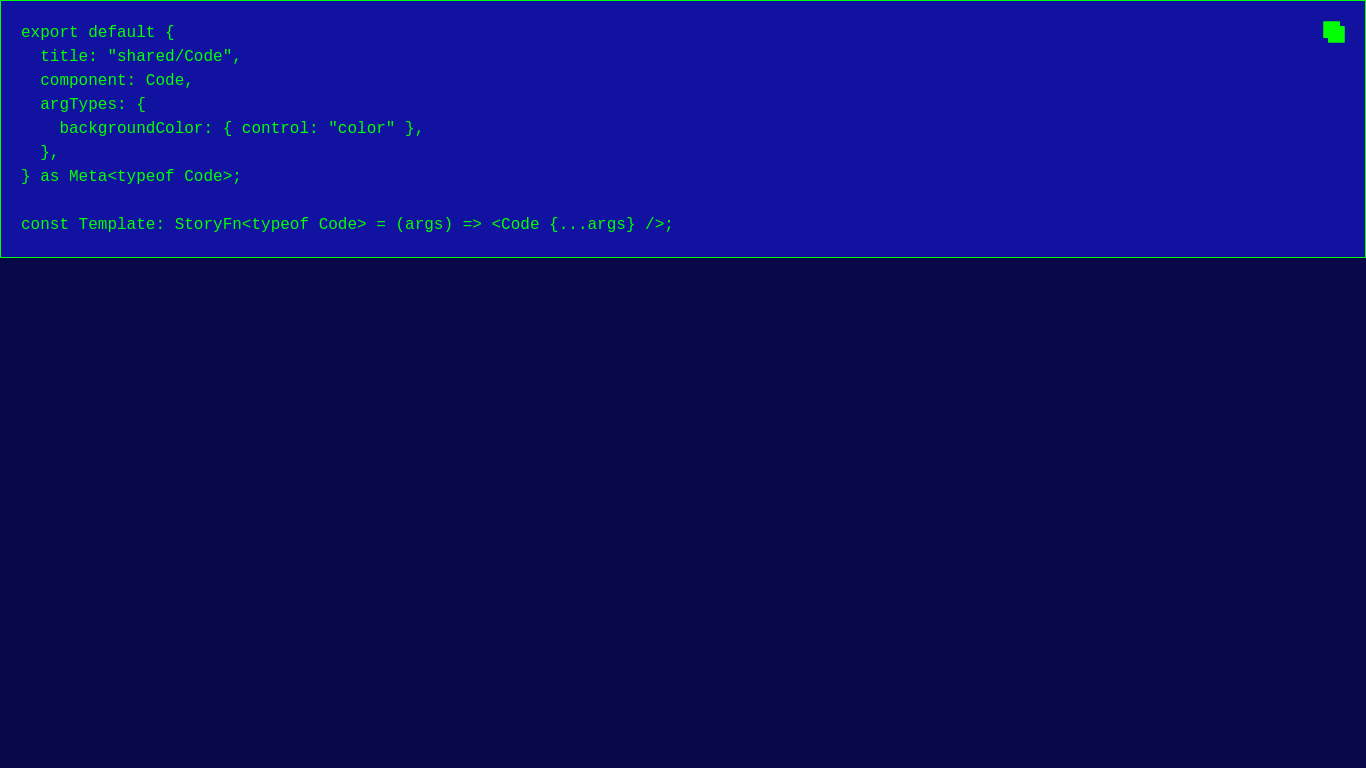 export default {
  title: "shared/Code",
  component: Code,
  argTypes: {
    backgroundColor: { control: "color" },
  },
} as Meta<typeof Code>;

const Template: StoryFn<typeof Code> = (args) => <Code {...args} />;